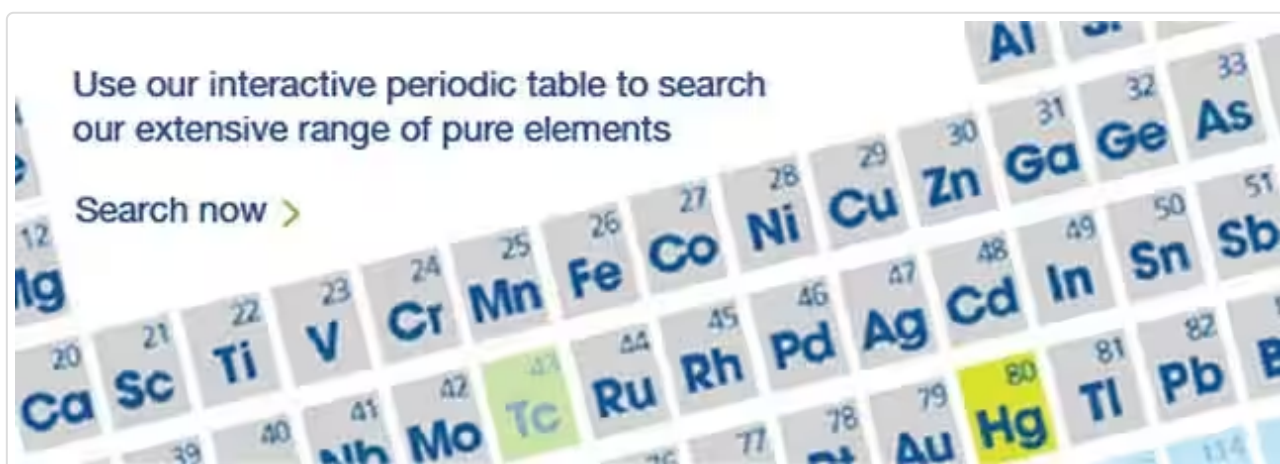 Use our interactive periodic table to search
our extensive range of pure elements
Search now >
Al
31 32 33
Ga Ge As
27 28 29 30
Co Ni Cu Zn
22 23 24 25 26
Ti V Cr Mn Fe
12
20 21
Ca Sc
47 48 49 50 51
Ag Cd In Sn Sb
42 43 44 45 46
Mo Tc Ru Rh Pd
39 40 41
Nb
77 78 79 80 81 82
Au Hg Tl Pb
114